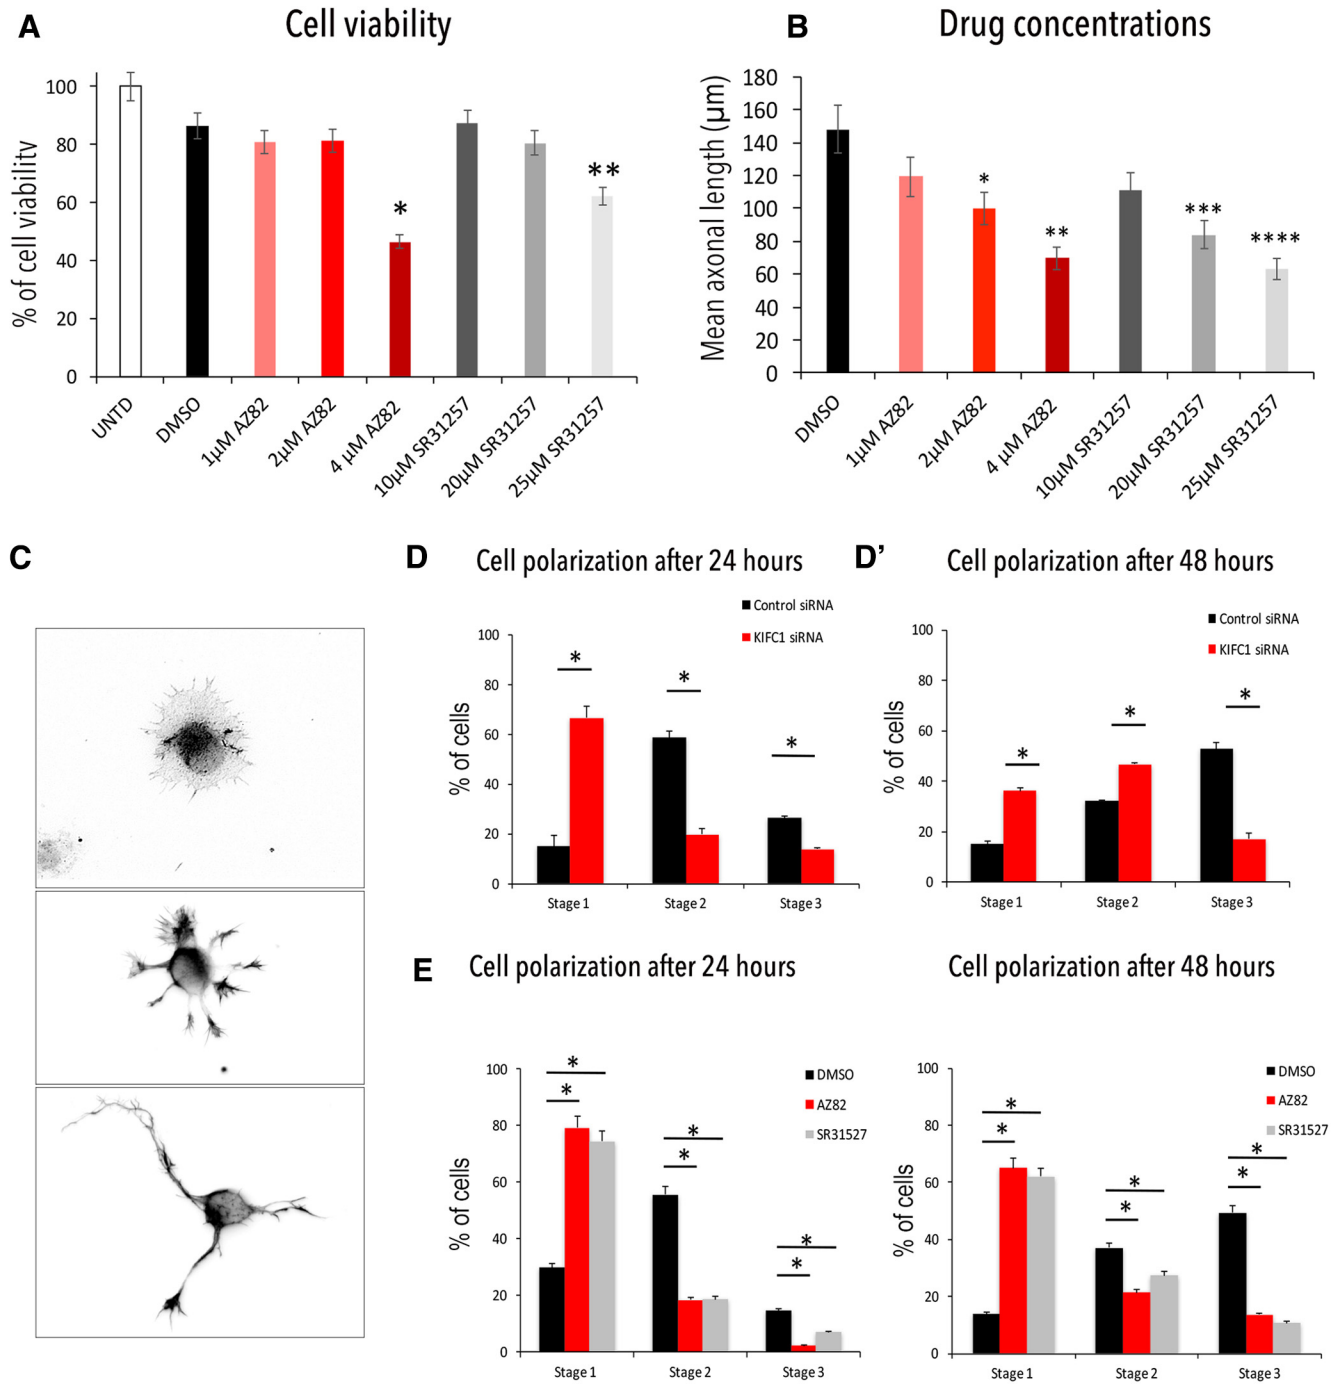 A
Cell viability
% of cell viability
100
80
60
40
20
0
*
**
UNTD
DMSO
1µM AZ82
2µM AZ82
4 µM AZ82
10µM SR31257
20µM SR31257
25µM SR31257
B
Drug concentrations
Mean axonal length (µm)
180
160
140
120
100
80
60
40
20
0
*
**
***
****
DMSO
1µM AZ82
2µM AZ82
4 µM AZ82
10µM SR31257
20µM SR31257
25µM SR31257
C
D
Cell polarization after 24 hours
Control siRNA
KIFC1 siRNA
% of cells
100
80
60
40
20
0
*
*
*
Stage 1
Stage 2
Stage 3
D’
Cell polarization after 48 hours
Control siRNA
KIFC1 siRNA
% of cells
100
80
60
40
20
0
*
*
*
Stage 1
Stage 2
Stage 3
E
Cell polarization after 24 hours
DMSO
AZ82
SR31527
% of cells
100
80
60
40
20
0
*
*
*
*
*
*
Stage 1
Stage 2
Stage 3
Cell polarization after 48 hours
DMSO
AZ82
SR31527
% of cells
100
80
60
40
20
0
*
*
*
*
*
*
Stage 1
Stage 2
Stage 3